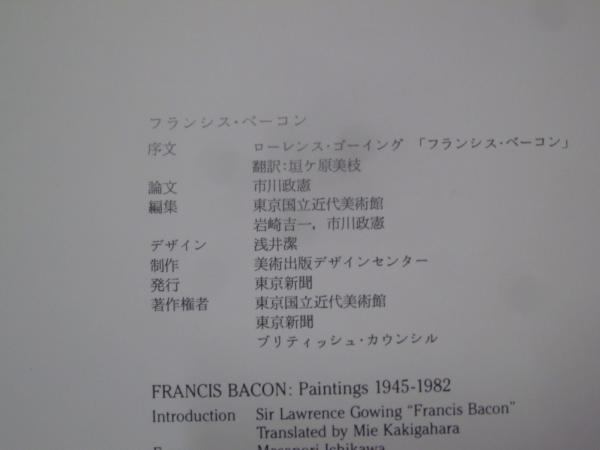 フランシス・ベーコン
序文 ローレンス・ゴーイング 「フランシス・ベーコン」
翻訳:垣ケ原美枝
論文 市川政憲
編集 東京国立近代美術館
岩崎吉一, 市川政憲
デザイン 浅井潔
制作 美術出版デザインセンター
発行 東京新聞
著作権者 東京国立近代美術館
東京新聞
ブリティッシュ・カウンシル
FRANCIS BACON: Paintings 1945-1982
Introduction Sir Lawrence Gowing “Francis Bacon”
Translated by Mie Kakigahara
Masanori Ichikawa